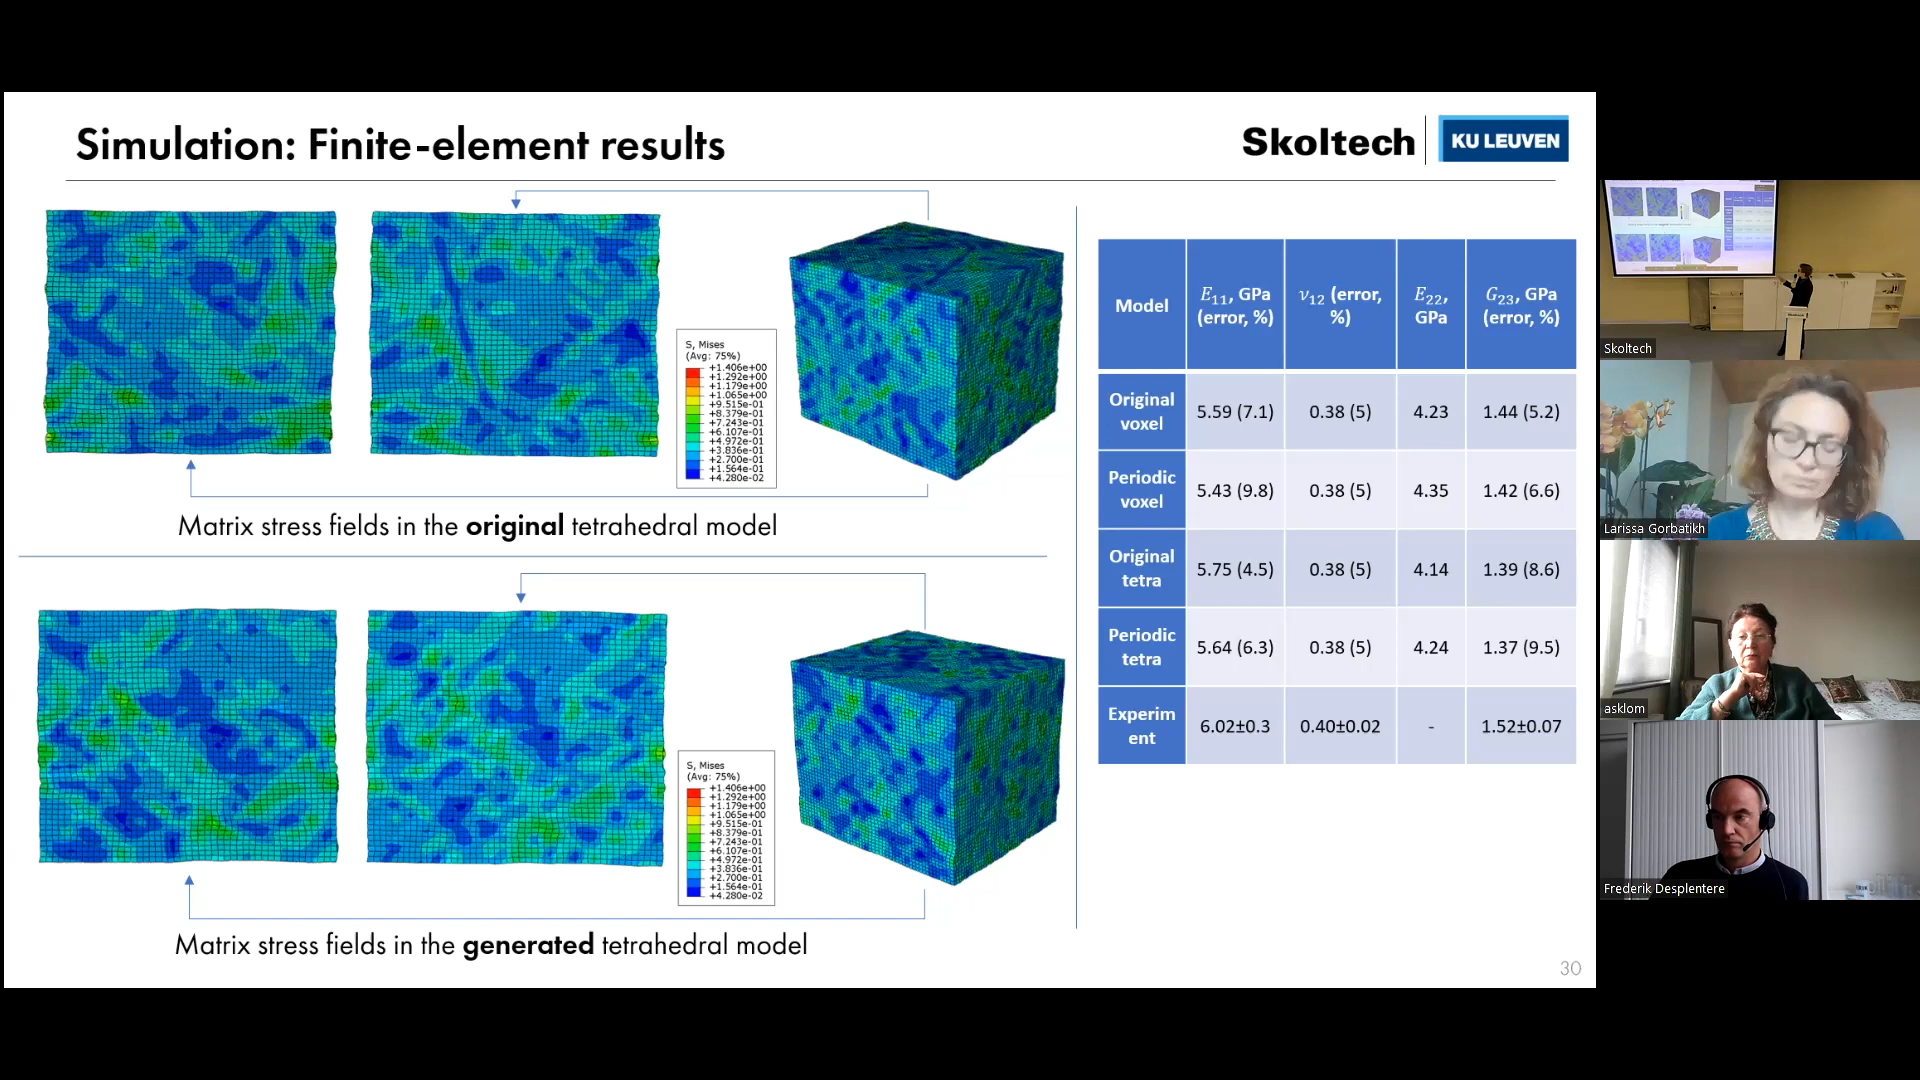 Simulation: Finite-element results
Skoltech
KU LEUVEN
S, Mises
(Avg: 75%)
+1.406e+00
+1.292e+00
+1.179e+00
+1.065e+00
+9.515e-01
+8.379e-01
+7.243e-01
+6.107e-01
+4.972e-01
+3.836e-01
+2.700e-01
+1.564e-01
+4.280e-02
Matrix stress fields in the original tetrahedral model
S, Mises
(Avg: 75%)
+1.406e+00
+1.292e+00
+1.179e+00
+1.065e+00
+9.515e-01
+8.379e-01
+7.243e-01
+6.107e-01
+4.972e-01
+3.836e-01
+2.700e-01
+1.564e-01
+4.280e-02
Matrix stress fields in the generated tetrahedral model
Model
E11, GPa
(error, %)
ν12 (error,
%)
E22,
GPa
G23, GPa
(error, %)
Original
voxel
5.59 (7.1)
0.38 (5)
4.23
1.44 (5.2)
Periodic
voxel
5.43 (9.8)
0.38 (5)
4.35
1.42 (6.6)
Original
tetra
5.75 (4.5)
0.38 (5)
4.14
1.39 (8.6)
Periodic
tetra
5.64 (6.3)
0.38 (5)
4.24
1.37 (9.5)
Experim
ent
6.02±0.3
0.40±0.02
-
1.52±0.07
30
Skoltech
Larissa Gorbatikh
asklom
Frederik Desplentere